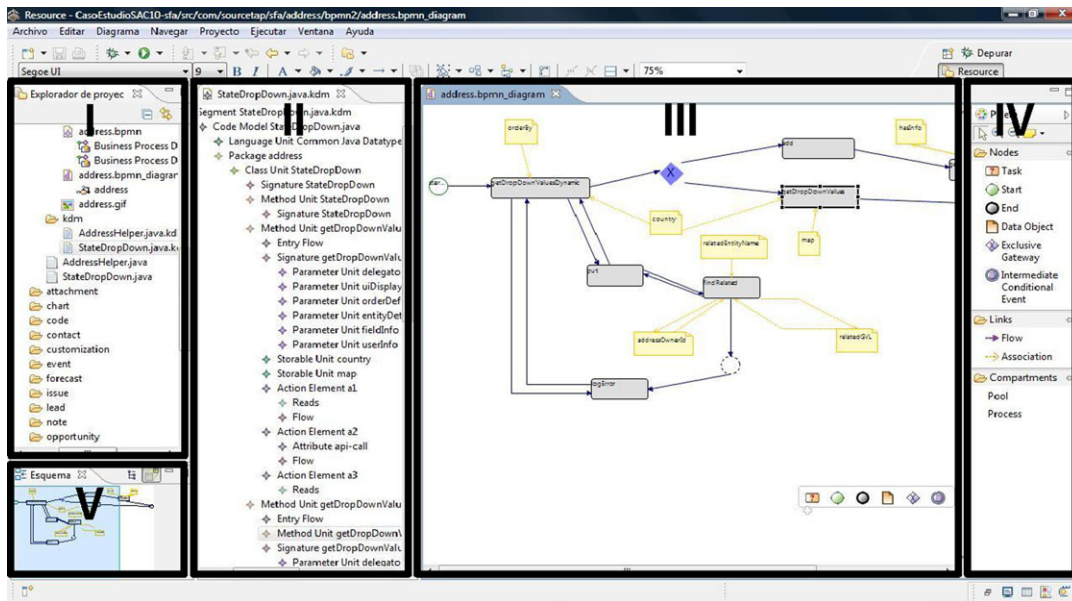 Resource - CasoEstudioSAC10-sfa/src/com/sourcetap/sfa/address/bpmn2/address.bpmn_diagram
Archivo Editar Diagrama Navegar Proyecto Ejecutar Ventana Ayuda
Depurar
Segoe UI 9 B I A 75% Resource
Explorador de proyec
I
address.bpmn
Business Process D
Business Process D
address.bpmn_diagran
address
address.gif
kdm
AddressHelper.java.kd
StateDropDown.java.k
AddressHelper.java
StateDropDown.java
attachment
chart
code
contact
customization
event
forecast
issue
lead
note
opportunity
Esquema
V
StateDropDown.java.kdm
II
Segment StateDropDown.java.kdm
Code Model StateDropDown.java
Language Unit Common Java Datatype
Package address
Class Unit StateDropDown
Signature StateDropDown
Method Unit StateDropDown
Signature StateDropDown
Method Unit getDropDownValu
Entry Flow
Signature getDropDownValu
Parameter Unit delegato
Parameter Unit uiDisplay
Parameter Unit orderDef
Parameter Unit entityDet
Parameter Unit fieldInfo
Parameter Unit userInfo
Storable Unit country
Storable Unit map
Action Element a1
Reads
Flow
Action Element a2
Attribute api-call
Flow
Action Element a3
Reads
Method Unit getDropDownValu
Entry Flow
Method Unit getDropDown\
Signature getDropDownValu
Parameter Unit delegato
address.bpmn_diagram
III
orderBy
hasInfo
add
star...
getDropDownValuesDynamic
X
getDropDownValues
country
map
relatedEntityName
put
findRelated
addressOwnerId
relatedGVL
logError
IV
Nodes
Task
Start
End
Data Object
Exclusive
Gateway
Intermediate
Conditional
Event
Links
Flow
Association
Compartments
Pool
Process